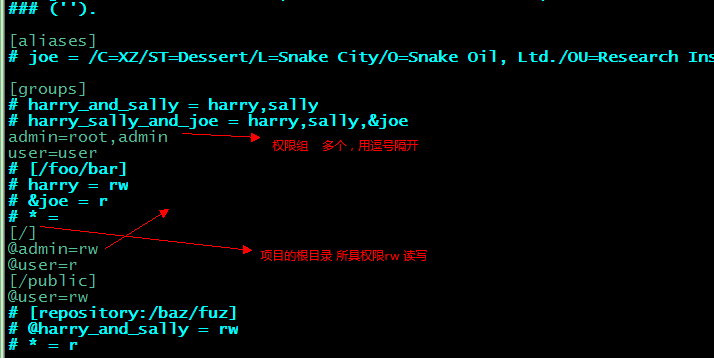 ### ('').
[aliases]
# joe = /C=XZ/ST=Dessert/L=Snake City/O=Snake Oil, Ltd./OU=Research Ins
[groups]
# harry_and_sally = harry,sally
# harry_sally_and_joe = harry,sally,&joe
admin=root,admin
权限组 多个，用逗号隔开
user=user
# [/foo/bar]
# harry = rw
# &joe = r
# * =
[/]
@admin=rw
项目的根目录 所具权限rw 读写
@user=r
[/public]
@user=rw
# [repository:/baz/fuz]
# @harry_and_sally = rw
# * = r